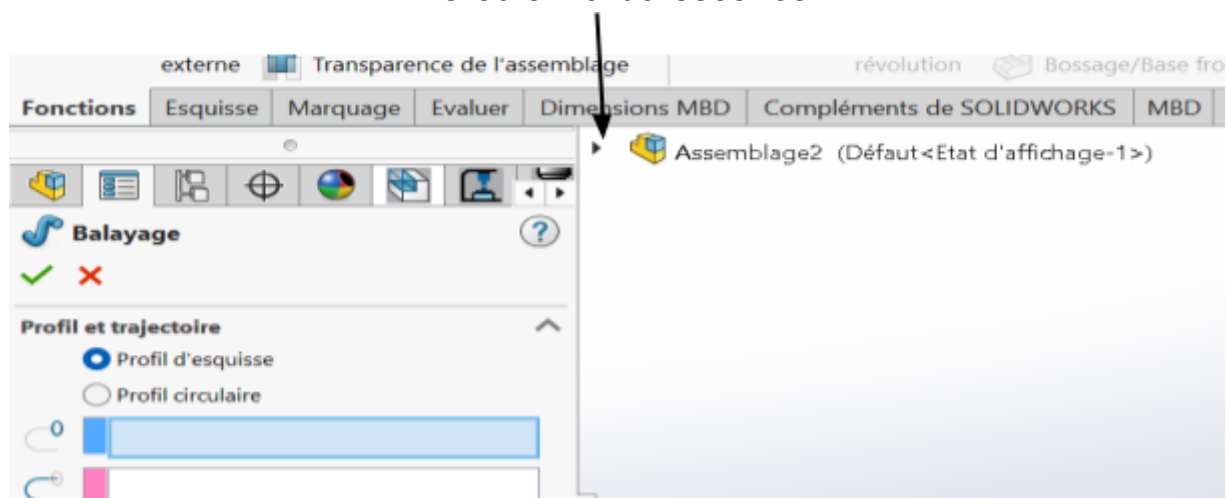 externe Transparence de l'assemblage révolution Bossage/Base fro
Fonctions Esquisse Marquage Evaluer Dimensions MBD Compléments de SOLIDWORKS MBD
Assemblage2 (Défaut<Etat d'affichage-1>)
Balayage ?
Profil et trajectoire
Profil d'esquisse
Profil circulaire